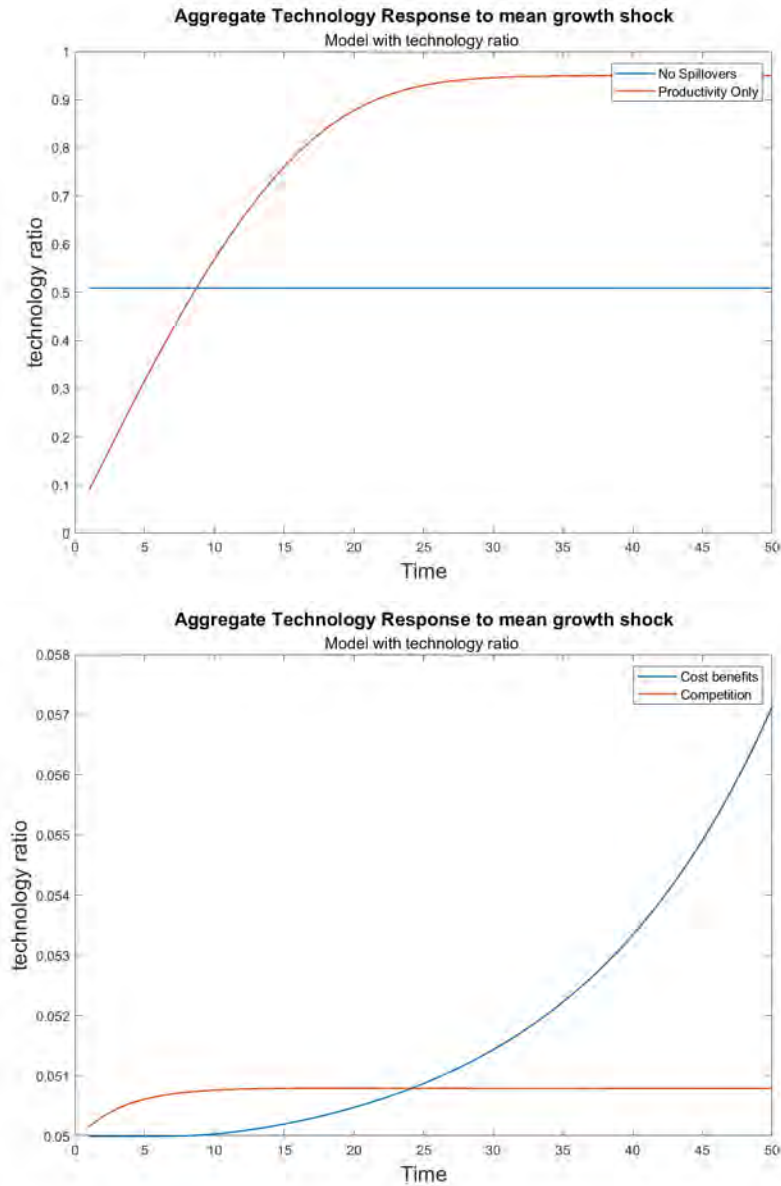 Aggregate Technology Response to mean growth shock
Model with technology ratio
1
0.9
0.8
0.7
0.6
0.5
0.4
0.3
0.2
0.1
0
technology ratio
No Spillovers
Productivity Only
0 5 10 15 20 25 30 35 40 45 50
Time
Aggregate Technology Response to mean growth shock
Model with technology ratio
0.058
0.057
0.056
0.055
0.054
0.053
0.052
0.051
0.05
technology ratio
Cost benefits
Competition
0 5 10 15 20 25 30 35 40 45 50
Time